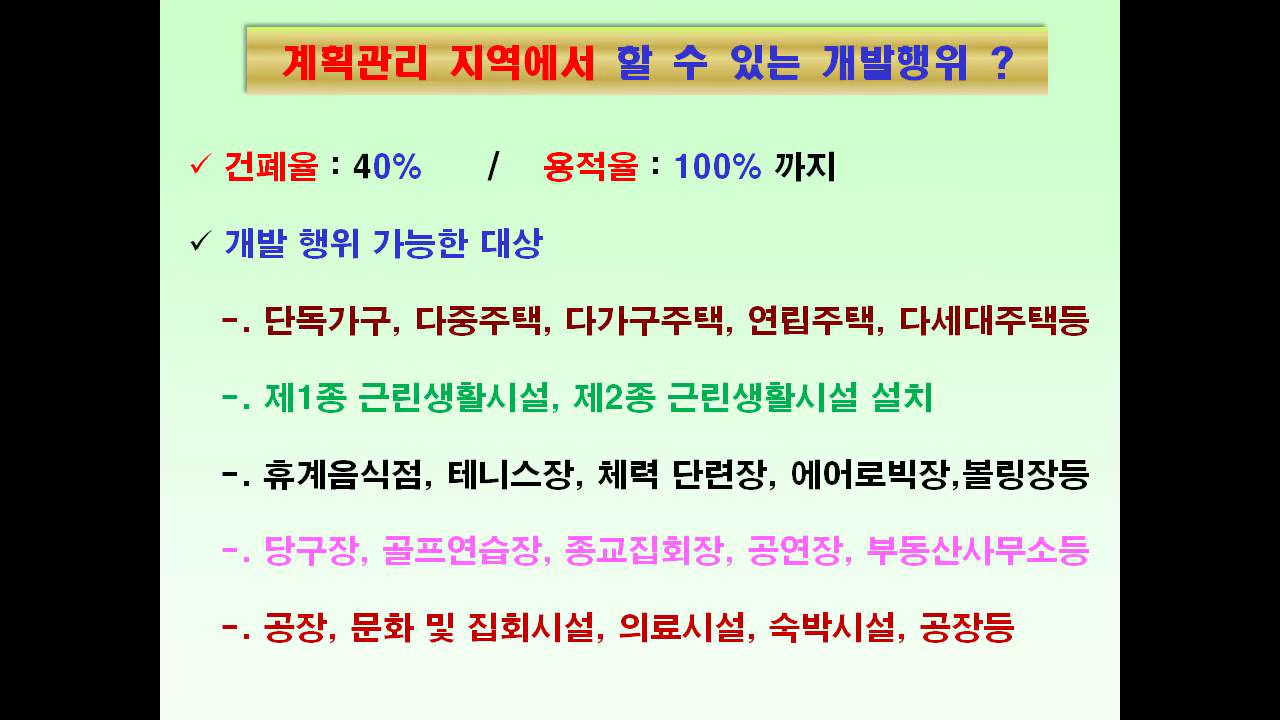 계획관리 지역에서 할 수 있는 개발행위 ?
✓ 건폐율 : 40% / 용적율 : 100% 까지
✓ 개발 행위 가능한 대상
-. 단독가구, 다중주택, 다가구주택, 연립주택, 다세대주택등
-. 제1종 근린생활시설, 제2종 근린생활시설 설치
-. 휴계음식점, 테니스장, 체력 단련장, 에어로빅장,볼링장등
-. 당구장, 골프연습장, 종교집회장, 공연장, 부동산사무소등
-. 공장, 문화 및 집회시설, 의료시설, 숙박시설, 공장등